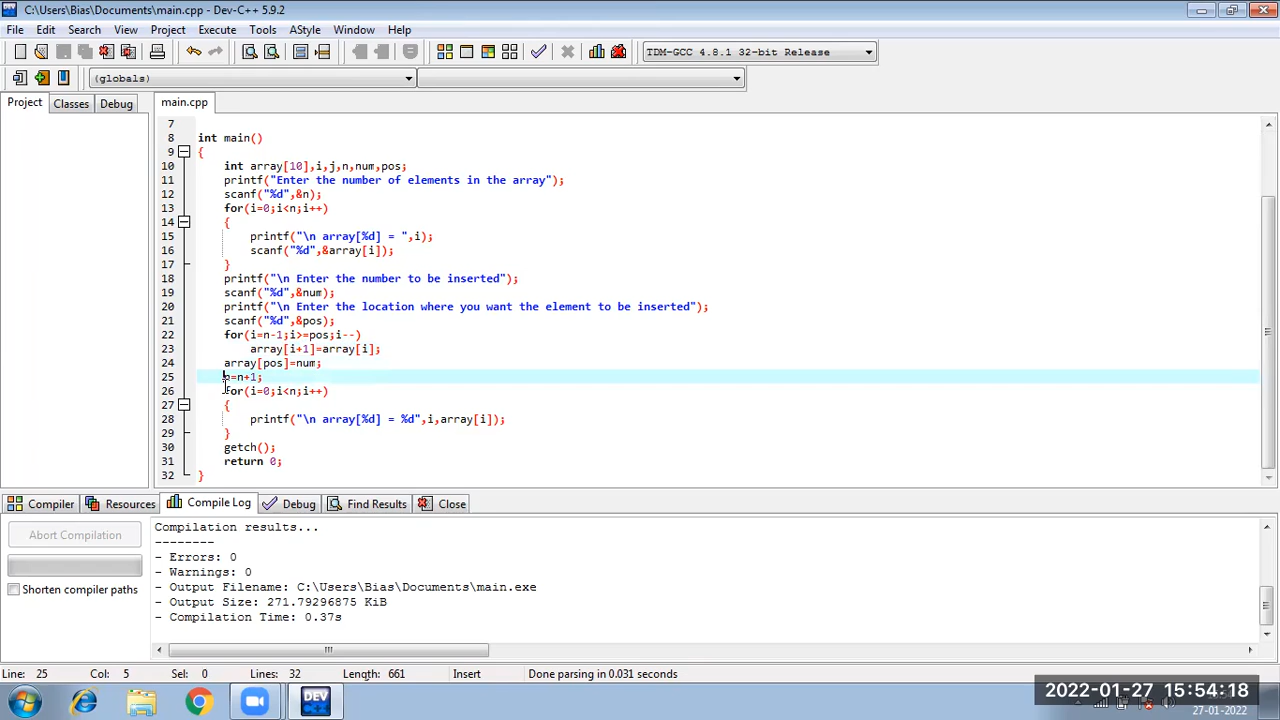 C:\Users\Bias\Documents\main.cpp - Dev-C++ 5.9.2
File Edit Search View Project Execute Tools AStyle Window Help
TDM-GCC 4.8.1 32-bit Release
(globals)
Project Classes Debug main.cpp
7
8 int main()
9 {
10 int array[10],i,j,n,num,pos;
11 printf("Enter the number of elements in the array");
12 scanf("%d",&n);
13 for(i=0;i<n;i++)
14 {
15 printf("\n array[%d] = ",i);
16 scanf("%d",&array[i]);
17 }
18 printf("\n Enter the number to be inserted");
19 scanf("%d",&num);
20 printf("\n Enter the location where you want the element to be inserted");
21 scanf("%d",&pos);
22 for(i=n-1;i>=pos;i--)
23 array[i+1]=array[i];
24 array[pos]=num;
25 n=n+1;
26 for(i=0;i<n;i++)
27 {
28 printf("\n array[%d] = %d",i,array[i]);
29 }
30 getch();
31 return 0;
32 }
Compiler Resources Compile Log Debug Find Results Close
Abort Compilation
Shorten compiler paths
Compilation results...
--------
- Errors: 0
- Warnings: 0
- Output Filename: C:\Users\Bias\Documents\main.exe
- Output Size: 271.79296875 KiB
- Compilation Time: 0.37s
Line: 25 Col: 5 Sel: 0 Lines: 32 Length: 661 Insert Done parsing in 0.031 seconds
DEV
2022-01-27 15:54:18
27-01-2022